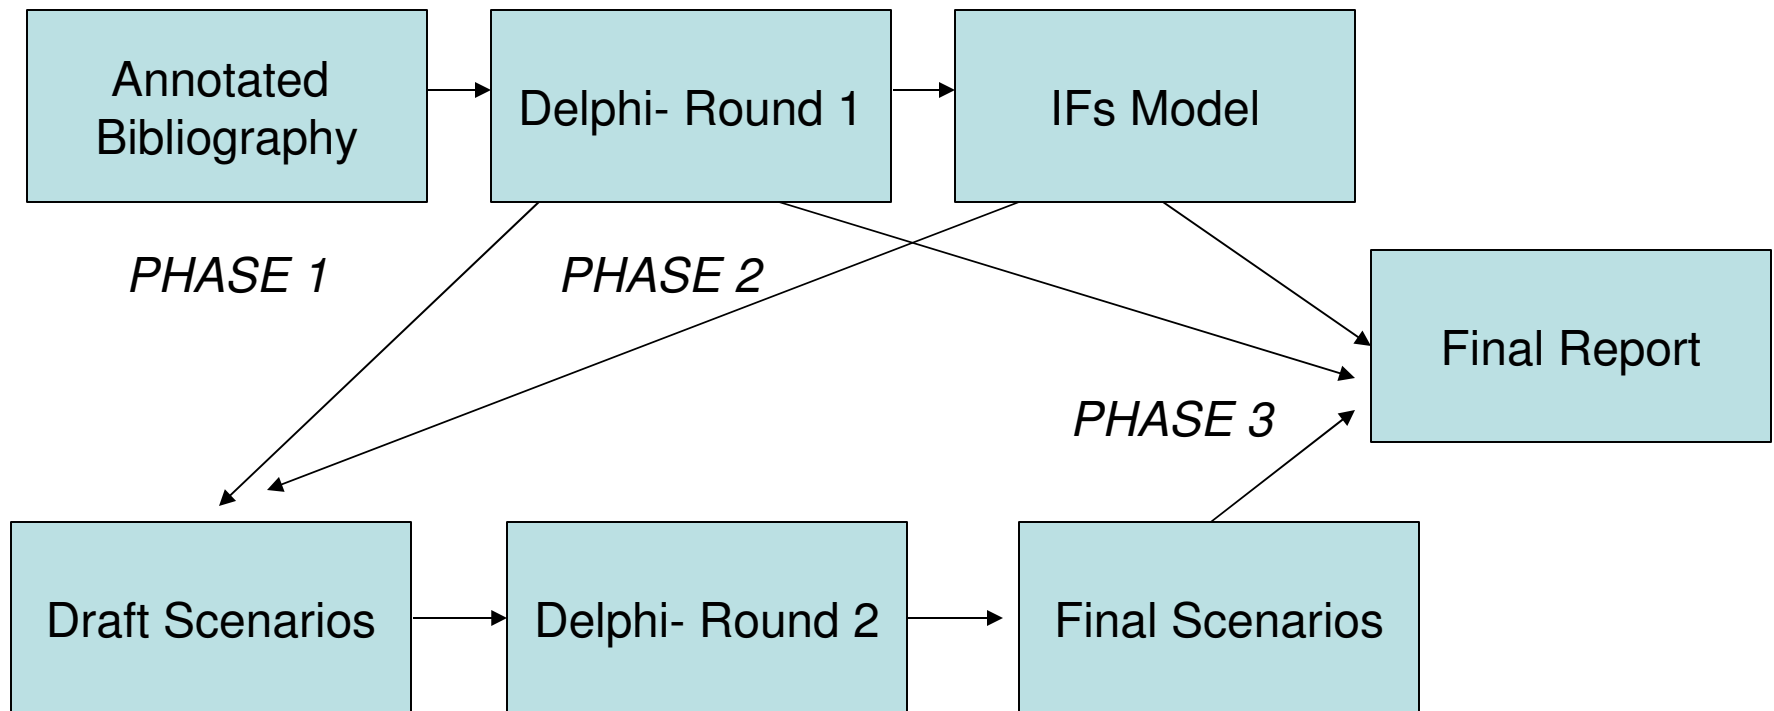 Annotated
Bibliography
Delphi- Round 1
IFs Model
PHASE 1
PHASE 2
Final Report
PHASE 3
Draft Scenarios
Delphi- Round 2
Final Scenarios